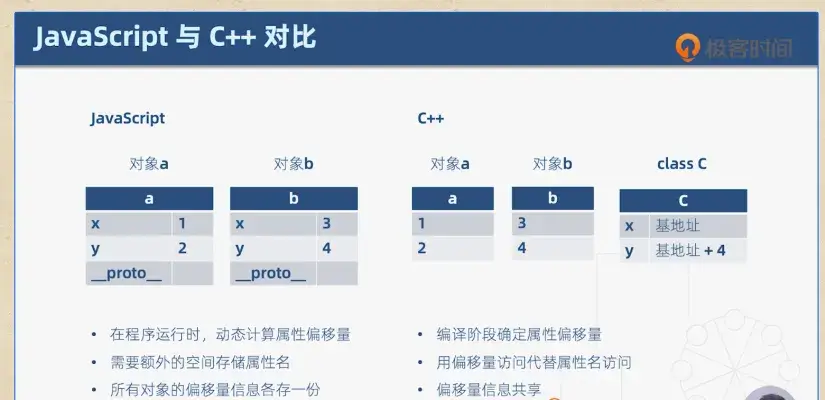 JavaScript 与 C++ 对比
极客时间
JavaScript
C++
对象a
对象b
对象a
对象b
class C
a
x 1
y 2
__proto__
b
x 3
y 4
__proto__
a
1
2
b
3
4
C
x 基地址
y 基地址 + 4
• 在程序运行时，动态计算属性偏移量
• 需要额外的空间存储属性名
• 所有对象的偏移量信息各存一份
• 编译阶段确定属性偏移量
• 用偏移量访问代替属性名访问
• 偏移量信息共享